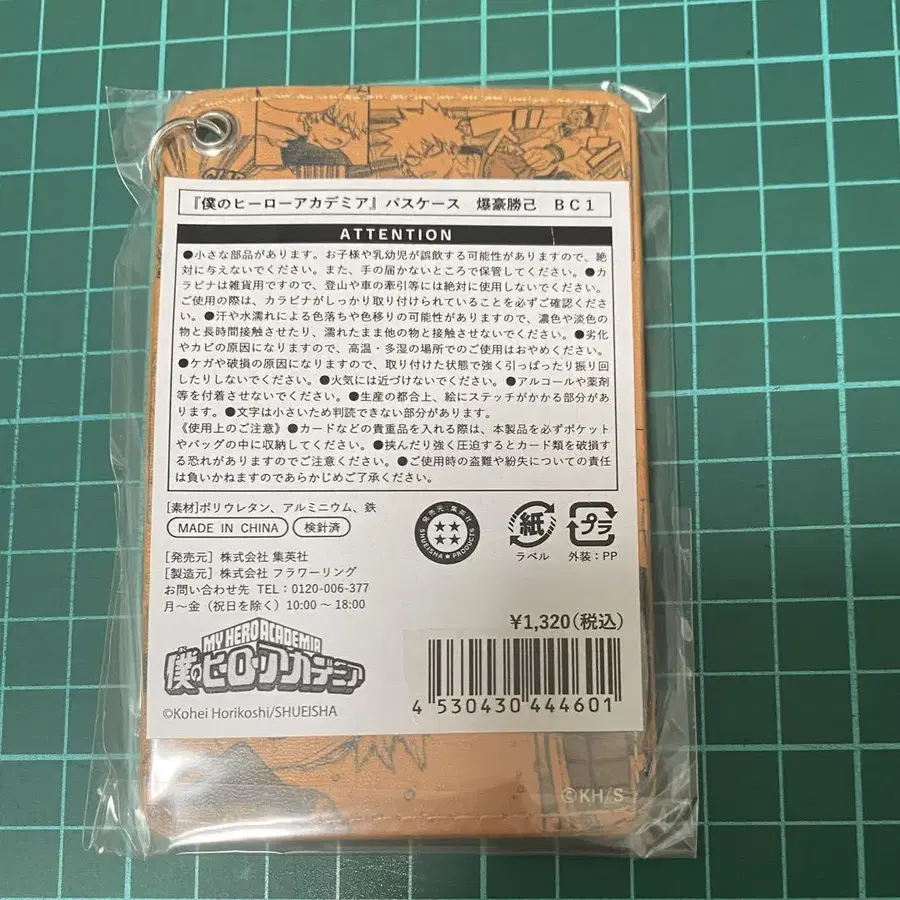 『僕のヒーローアカデミア』パスケース 爆豪勝己 BC1
ATTENTION
●小さな部品があります。お子様や乳幼児が誤飲する可能性がありますので、絶
対に与えないでください。また、手の届かないところで保管してください。●カ
ラビナは雑貨用ですので、登山や車の牽引等には絶対に使用しないでください。
ご使用の際は、カラビナがしっかり取り付けられていることを必ずご確認くださ
い。●汗や水濡れによる色落ちや色移りの可能性がありますので、濃色や淡色の
物と長時間接触させたり、濡れたまま他の物と接触させないでください。●劣化
やカビの原因になりますので、高温・多湿の場所でのご使用はおやめください。
●ケガや破損の原因になりますので、取り付けた状態で強く引っぱったり振り回
したりしないでください。●火気には近づけないでください。●アルコールや薬剤
等を付着させないでください。●生産の都合上、絵にステッチがかかる部分があ
ります。●文字は小さいため判読できない部分があります。
《使用上のご注意》●カードなどの貴重品を入れる際は、本製品を必ずポケット
やバッグの中に収納してください。●挟んだり強く圧迫するとカード類を破損す
る恐れがありますのでご注意ください。●ご使用時の盗難や紛失についての責任
は負いかねますのであらかじめご了承ください。
[素材]ポリウレタン、アルミニウム、鉄
MADE IN CHINA 検針済
発売元:集英社
SHUEISHA PRODUCTS
紙
ラベル
プラ
外装:PP
[発売元] 株式会社 集英社
[製造元] 株式会社 フラワーリング
お問い合わせ先 TEL:0120-006-377
月〜金(祝日を除く)10:00〜18:00
¥1,320(税込)
MY HERO ACADEMIA
僕のヒーローアカデミア
©Kohei Horikoshi/SHUEISHA
4 530430 444601
©KH/S